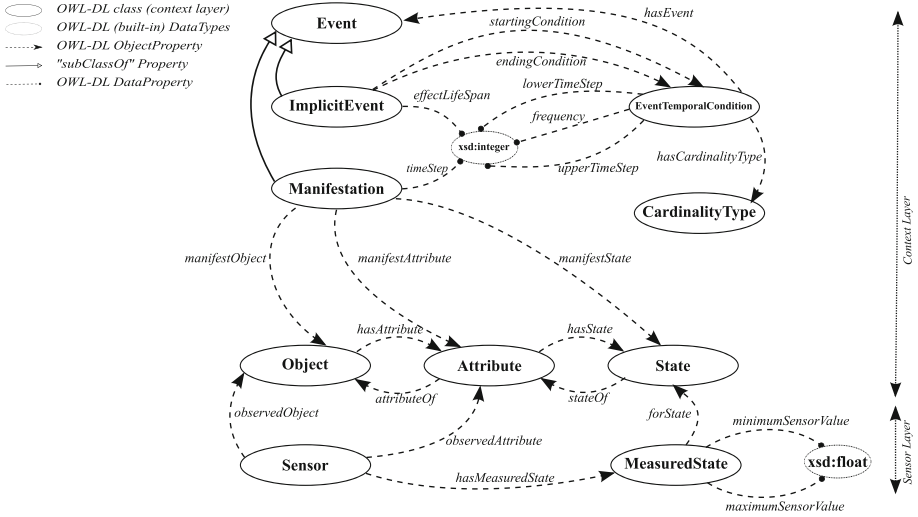 OWL-DL class (context layer)
OWL-DL (built-in) DataTypes
OWL-DL ObjectProperty
"subClassOf" Property
OWL-DL DataProperty
Event
hasEvent
startingCondition
endingCondition
ImplicitEvent
effectLifeSpan
lowerTimeStep
EventTemporalCondition
frequency
xsd:integer
hasCardinalityType
timeStep
upperTimeStep
Manifestation
CardinalityType
Context Layer
manifestObject
manifestAttribute
manifestState
hasAttribute
hasState
Object
Attribute
State
attributeOf
stateOf
observedObject
forState
minimumSensorValue
observedAttribute
Sensor Layer
Sensor
MeasuredState
xsd:float
hasMeasuredState
maximumSensorValue